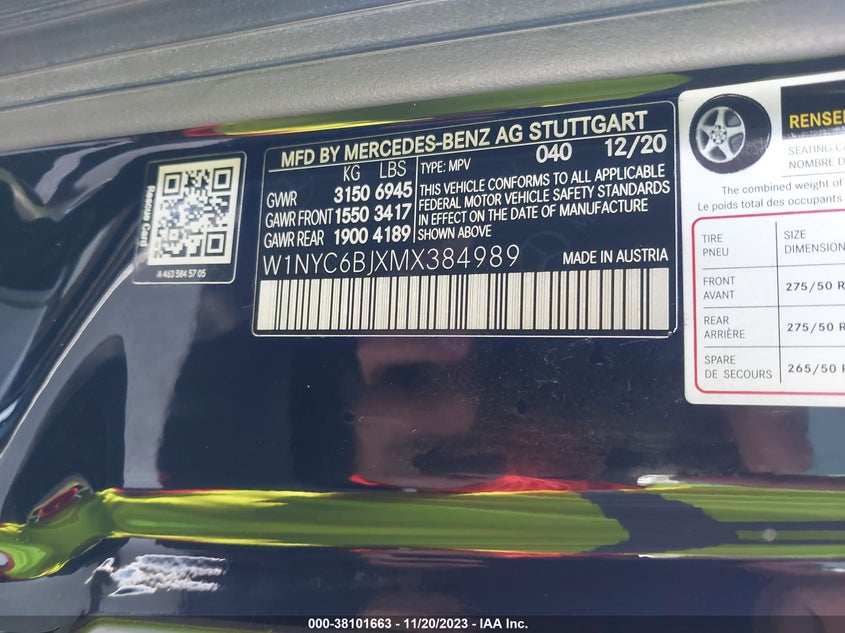 MFD BY MERCEDES-BENZ AG STUTTGART
KG LBS
TYPE: MPV 040 12/20
GVWR 3150 6945
GAWR FRONT 1550 3417
GAWR REAR 1900 4189
THIS VEHICLE CONFORMS TO ALL APPLICABLE
FEDERAL MOTOR VEHICLE SAFETY STANDARDS
IN EFFECT ON THE DATE OF MANUFACTURE
SHOWN ABOVE
W1NYC6BJXMX384989 MADE IN AUSTRIA
Rescue Card
A 463 584 57 05
SEATING
NOMBRE
The combined weight of
Le poids total des occupants
TIRE SIZE
PNEU DIMENSION
FRONT
AVANT 275/50 R
REAR
ARRIÈRE 275/50 R
SPARE
DE SECOURS 265/50 R
000-38101663 — 11/20/2023 — IAA Inc.